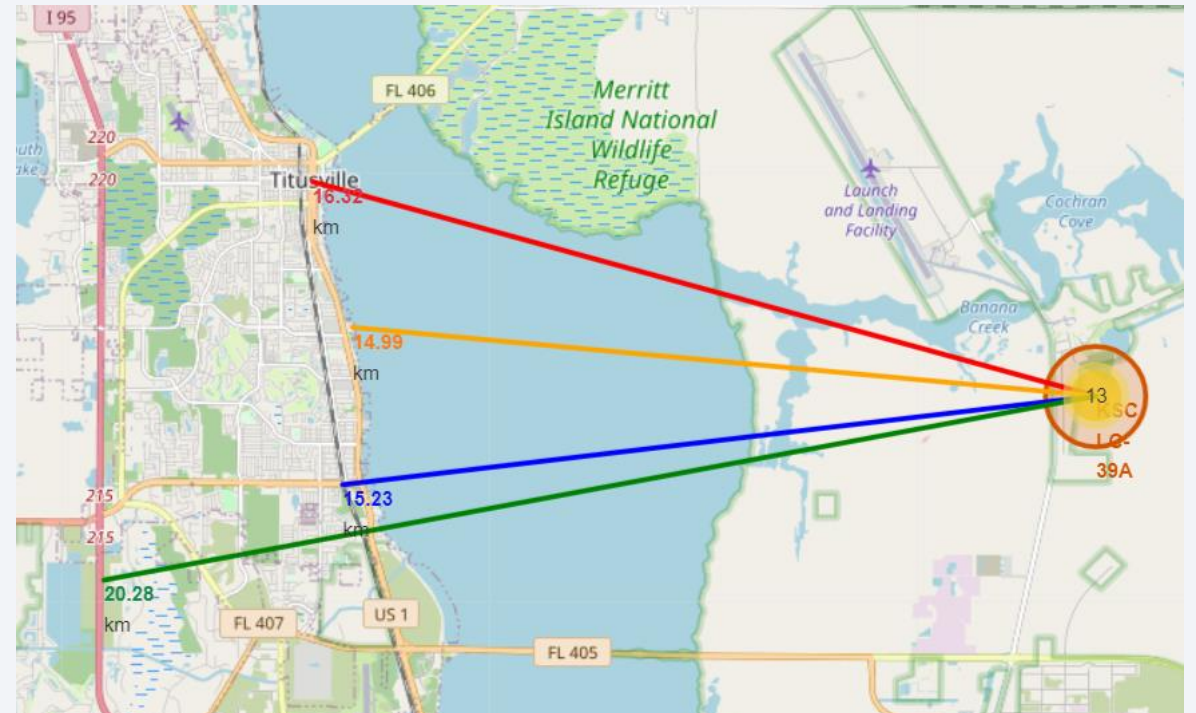 I 95
FL 406
Merritt
Island National
Wildlife
Refuge
220
220
Titusville
16.32
km
Launch
and Landing
Facility
Cochran
Cove
Banana
Creek
14.99
km
13
KSC
LC-
39A
215
15.23
km
215
20.28
km
FL 407
US 1
FL 405